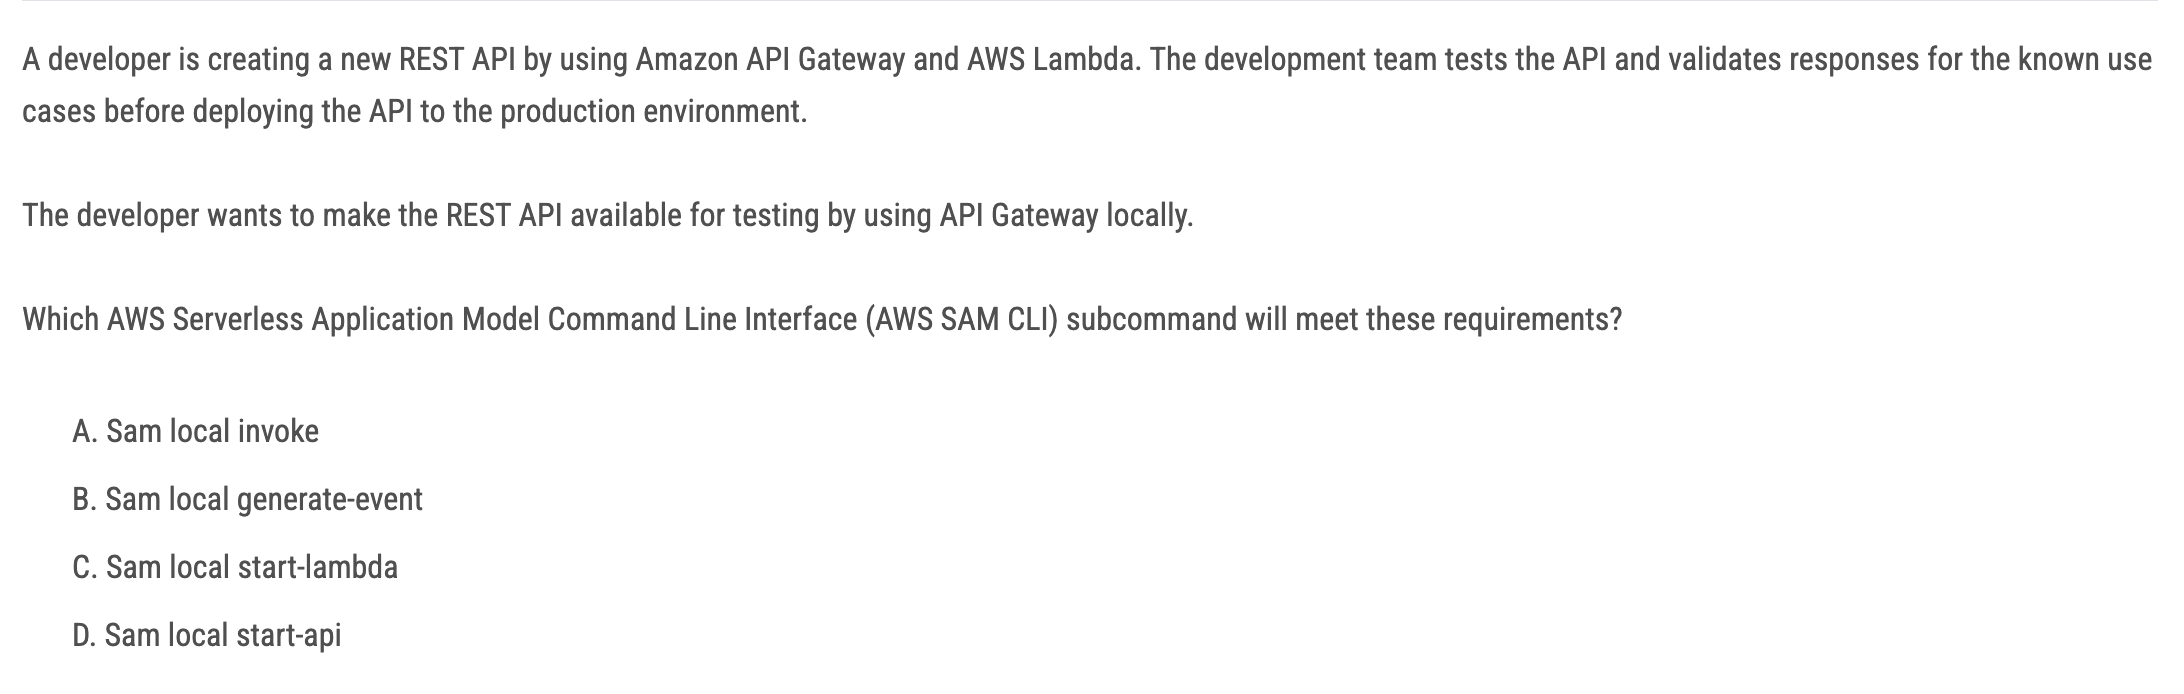 A developer is creating a new REST API by using Amazon API Gateway and AWS Lambda. The development team tests the API and validates responses for the known use
cases before deploying the API to the production environment.
The developer wants to make the REST API available for testing by using API Gateway locally.
Which AWS Serverless Application Model Command Line Interface (AWS SAM CLI) subcommand will meet these requirements?
A. Sam local invoke
B. Sam local generate-event
C. Sam local start-lambda
D. Sam local start-api